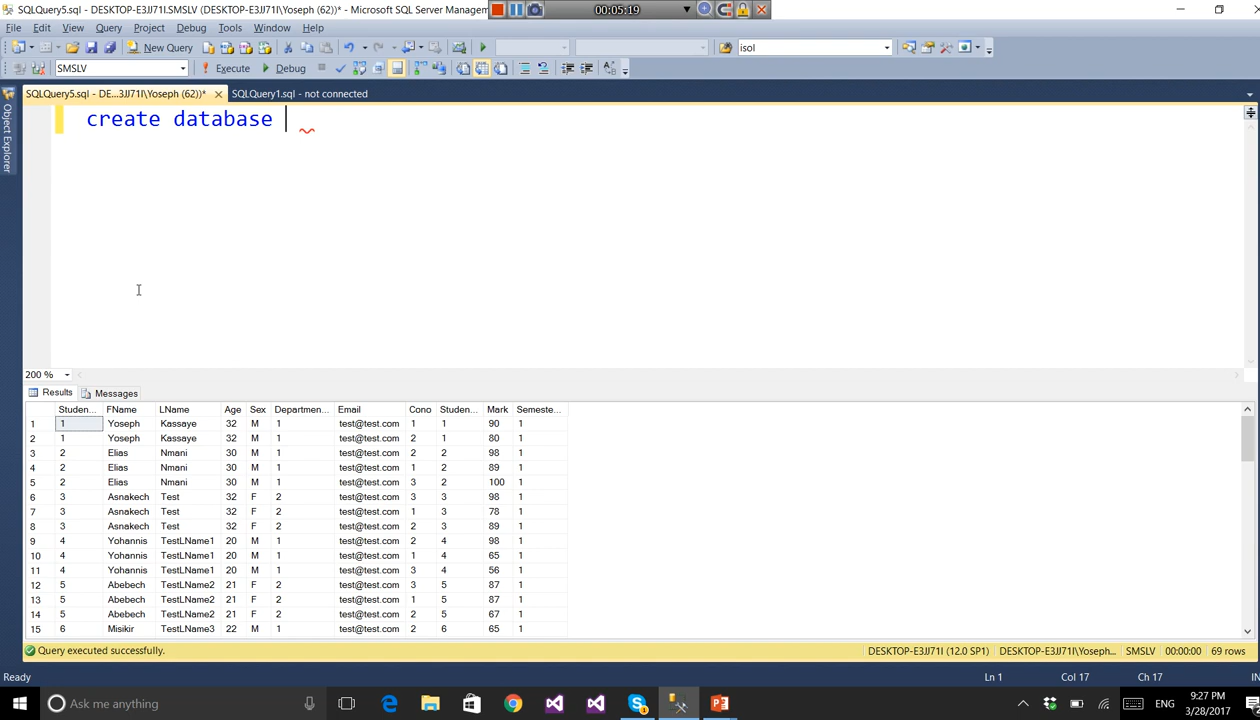 SQLQuery5.sql - DESKTOP-E3JJ71I.SMSLV (DESKTOP-E3JJ71I\Yoseph (62))* - Microsoft SQL Server Manager
00:05:19
File Edit View Query Project Debug Tools Window Help
New Query isol
SMSLV Execute Debug
SQLQuery5.sql - DE...3JJ71I\Yoseph (62))* SQLQuery1.sql - not connected
Object Explorer
create database
200 %
Results Messages
Studen... FName LName Age Sex Departmen... Email Cono Studen... Mark Semeste...
1 1 Yoseph Kassaye 32 M 1 test@test.com 1 1 90 1
2 1 Yoseph Kassaye 32 M 1 test@test.com 2 1 80 1
3 2 Elias Nmani 30 M 1 test@test.com 2 2 98 1
4 2 Elias Nmani 30 M 1 test@test.com 1 2 89 1
5 2 Elias Nmani 30 M 1 test@test.com 3 2 100 1
6 3 Asnakech Test 32 F 2 test@test.com 3 3 98 1
7 3 Asnakech Test 32 F 2 test@test.com 1 3 78 1
8 3 Asnakech Test 32 F 2 test@test.com 2 3 89 1
9 4 Yohannis TestLName1 20 M 1 test@test.com 2 4 98 1
10 4 Yohannis TestLName1 20 M 1 test@test.com 1 4 65 1
11 4 Yohannis TestLName1 20 M 1 test@test.com 3 4 56 1
12 5 Abebech TestLName2 21 F 2 test@test.com 3 5 87 1
13 5 Abebech TestLName2 21 F 2 test@test.com 1 5 87 1
14 5 Abebech TestLName2 21 F 2 test@test.com 2 5 67 1
15 6 Misikir TestLName3 22 M 1 test@test.com 2 6 65 1
Query executed successfully. DESKTOP-E3JJ71I (12.0 SP1) DESKTOP-E3JJ71I\Yoseph... SMSLV 00:00:00 69 rows
Ready Ln 1 Col 17 Ch 17 IN
Ask me anything ENG 9:27 PM
3/28/2017